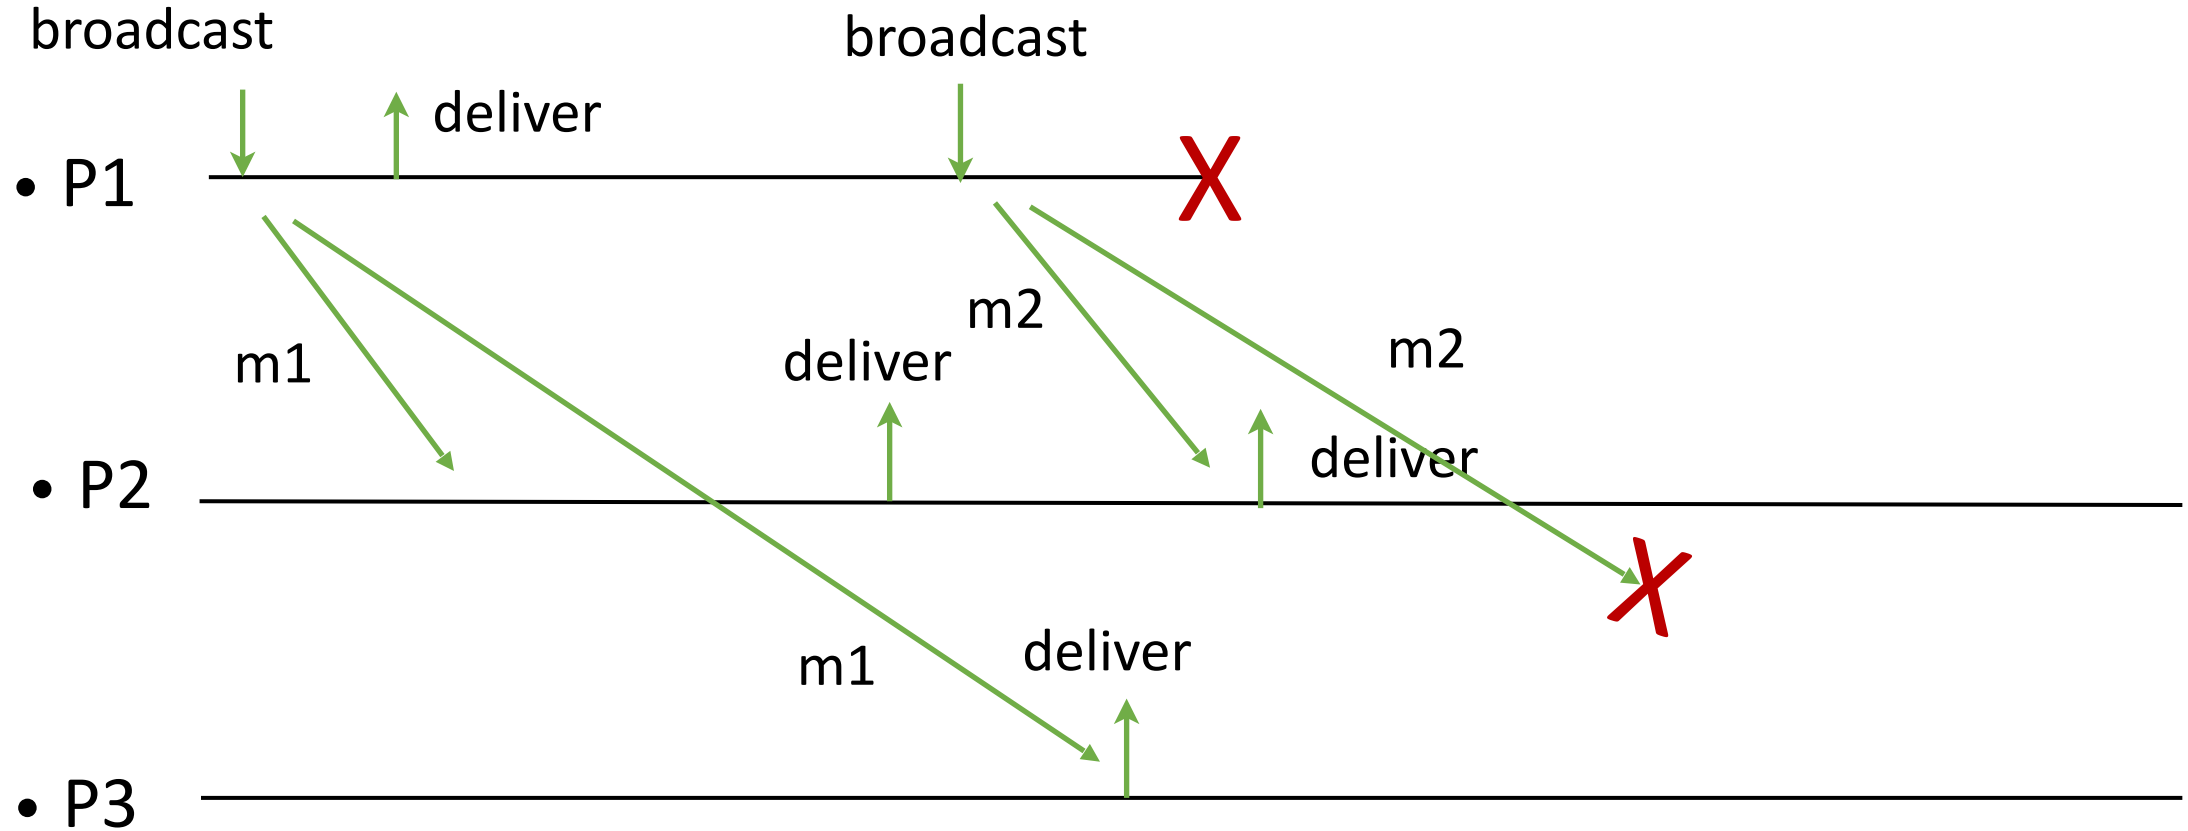 broadcast
broadcast
deliver
• P1
m2
m1
deliver
m2
deliver
• P2
m1
deliver
• P3